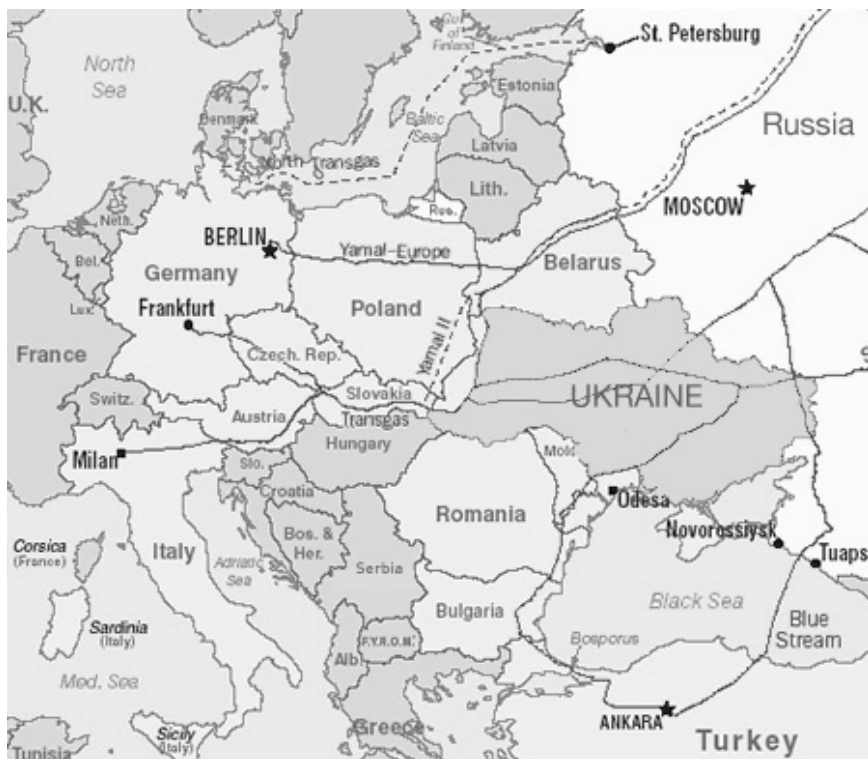 Gulf
of
Finland
St. Petersburg
North
Sea
Estonia
U.K.
Baltic
Sea
Denmark
Russia
Latvia
North Transgas
Lith.
MOSCOW
Neth.
Rus.
BERLIN
Yamal-Europe
Belarus
Bel.
Germany
Lux.
Frankfurt
Poland
Yamal II
France
Czech. Rep.
Slovakia
UKRAINE
Switz.
Austria
Transgas
Hungary
Milan
Slo.
Mold
Croatia
Odesa
Romania
Novorossiysk
Bos. &
Her.
Italy
Corsica
(France)
Adriatic
Sea
Serbia
Tuaps
Black Sea
Bulgaria
Blue
Stream
Sardinia
(Italy)
F.Y.R.O.M.
Bosporus
Alb.
Med. Sea
ANKARA
Greece
Sicily
(Italy)
Turkey
Tunisia